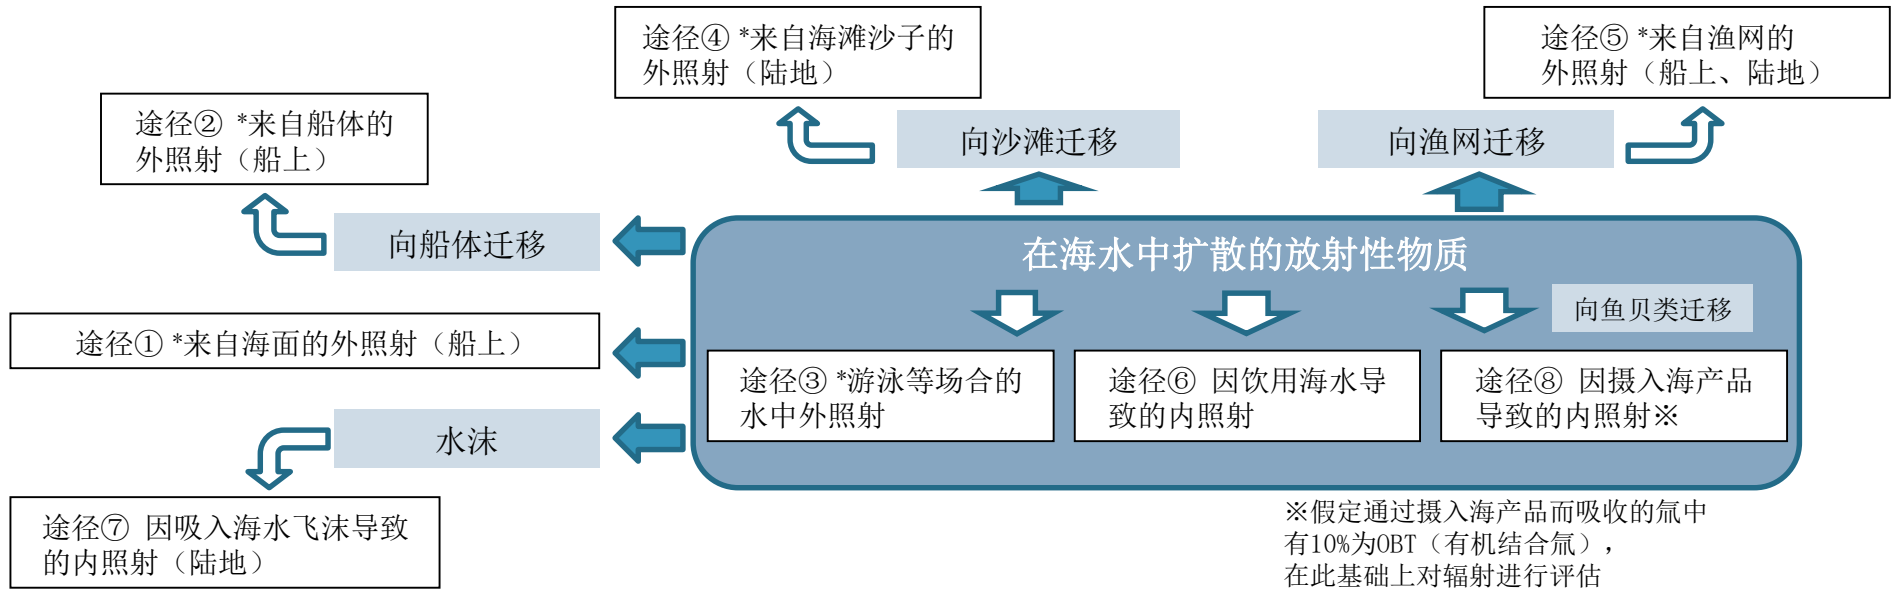 途径④ *来自海滩沙子的
外照射（陆地）
途径⑤ *来自渔网的
外照射（船上、陆地）
途径② *来自船体的
外照射（船上）
向沙滩迁移
向渔网迁移
向船体迁移
在海水中扩散的放射性物质
向鱼贝类迁移
途径① *来自海面的外照射（船上）
途径③ *游泳等场合的
水中外照射
途径⑥ 因饮用海水导
致的内照射
途径⑧ 因摄入海产品
导致的内照射※
水沫
途径⑦ 因吸入海水飞沫导致
的内照射（陆地）
※假定通过摄入海产品而吸收的氚中
有10%为OBT（有机结合氚），
在此基础上对辐射进行评估